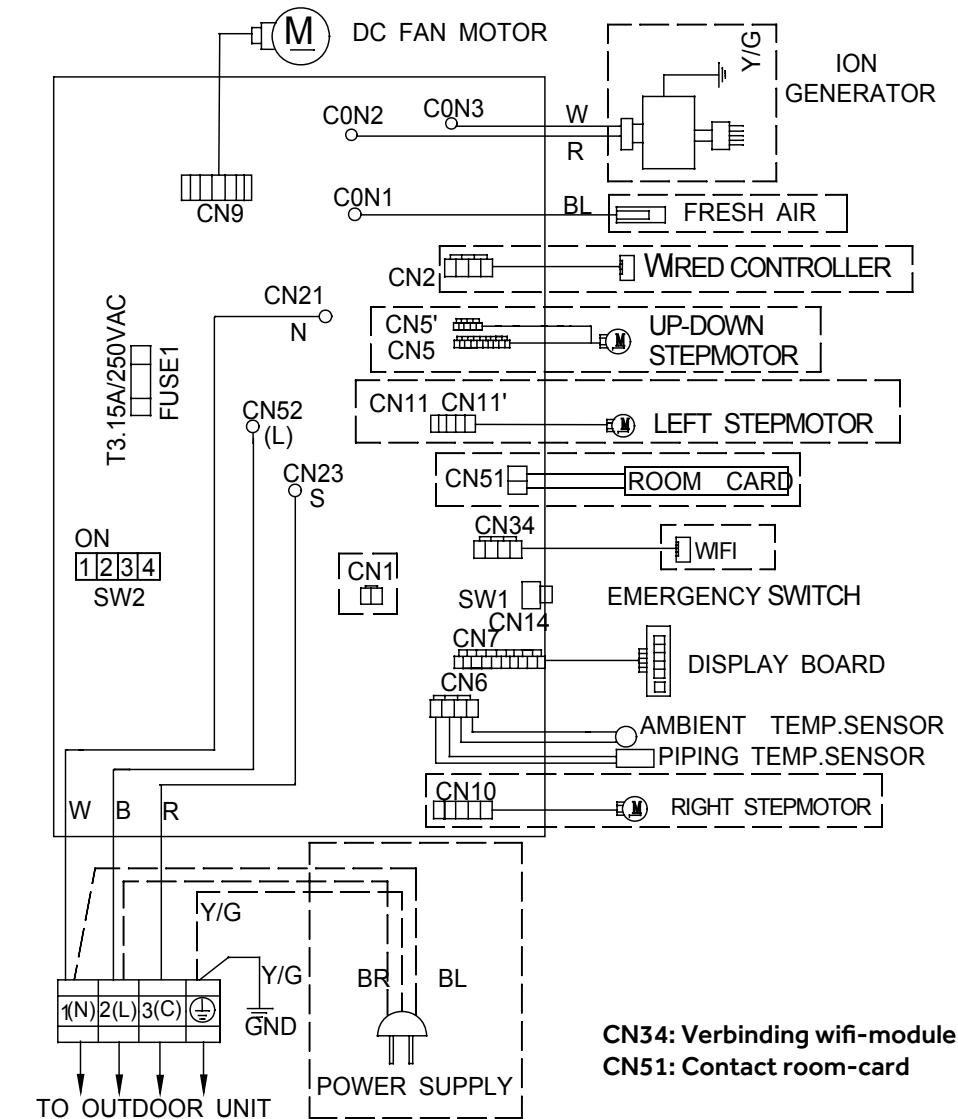 M DC FAN MOTOR
Y/G
ION
GENERATOR
C0N2 C0N3 W
R
CN9
C0N1 BL FRESH AIR
CN2 WIRED CONTROLLER
CN21
N
CN5' UP-DOWN
CN5 M STEPMOTOR
T3.15A/250VAC
FUSE1
CN11 CN11' M LEFT STEPMOTOR
CN52
(L)
CN51 ROOM CARD
CN23
S
CN34 WIFI
ON
1 2 3 4
SW2
CN1
SW1 EMERGENCY SWITCH
CN14
CN7 DISPLAY BOARD
CN6
AMBIENT TEMP.SENSOR
PIPING TEMP.SENSOR
CN10 M RIGHT STEPMOTOR
W B R
Y/G
Y/G BR BL
1(N) 2(L) 3(C)
GND
CN34: Verbinding wifi-module
CN51: Contact room-card
POWER SUPPLY
TO OUTDOOR UNIT